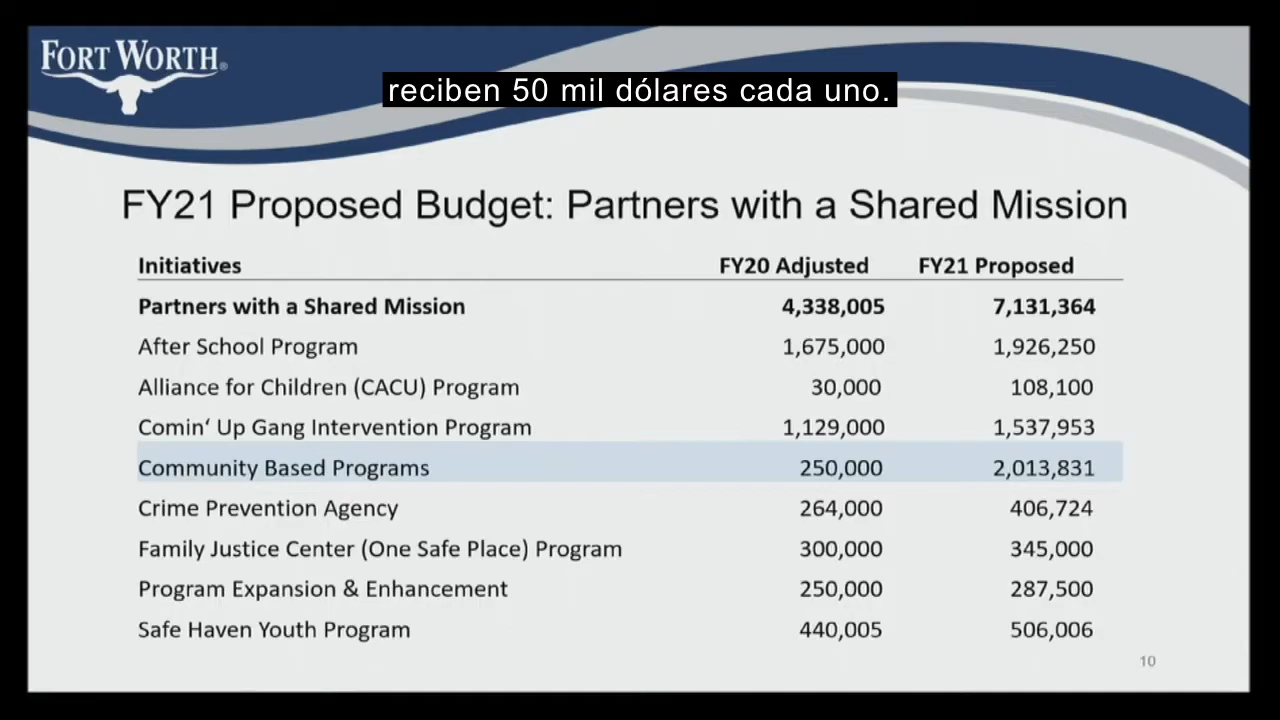 FORT WORTH®
reciben 50 mil dólares cada uno.
FY21 Proposed Budget: Partners with a Shared Mission
Initiatives FY20 Adjusted FY21 Proposed
Partners with a Shared Mission 4,338,005 7,131,364
After School Program 1,675,000 1,926,250
Alliance for Children (CACU) Program 30,000 108,100
Comin‘ Up Gang Intervention Program 1,129,000 1,537,953
Community Based Programs 250,000 2,013,831
Crime Prevention Agency 264,000 406,724
Family Justice Center (One Safe Place) Program 300,000 345,000
Program Expansion & Enhancement 250,000 287,500
Safe Haven Youth Program 440,005 506,006
10